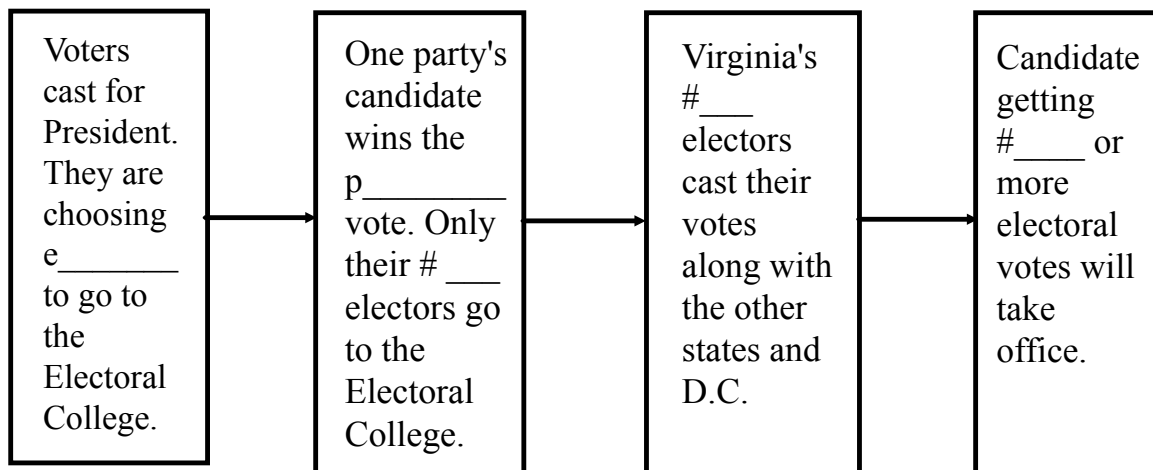 Voters
cast for
President.
They are
choosing
e_______
to go to
the
Electoral
College.
One party's
candidate
wins the
p________
vote. Only
their # ___
electors go
to the
Electoral
College.
Virginia's
#___
electors
cast their
votes
along with
the other
states and
D.C.
Candidate
getting
#____ or
more
electoral
votes will
take
office.